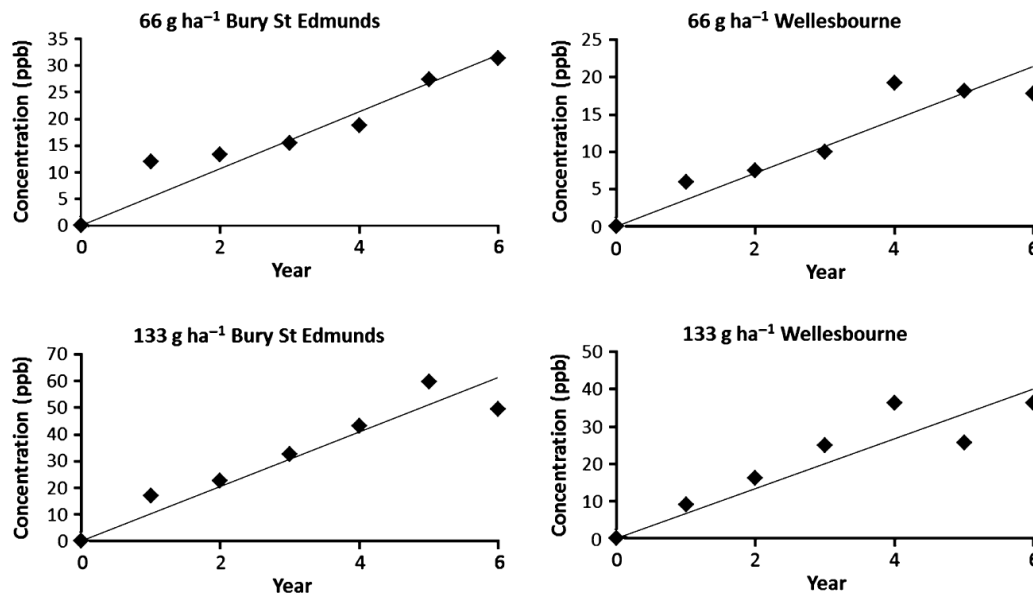 66 g ha⁻¹ Bury St Edmunds
Concentration (ppb)
35
30
25
20
15
10
5
0
0 2 4 6
Year
66 g ha⁻¹ Wellesbourne
Concentration (ppb)
25
20
15
10
5
0
0 2 4 6
Year
133 g ha⁻¹ Bury St Edmunds
Concentration (ppb)
70
60
50
40
30
20
10
0
0 2 4 6
Year
133 g ha⁻¹ Wellesbourne
Concentration (ppb)
50
40
30
20
10
0
0 2 4 6
Year